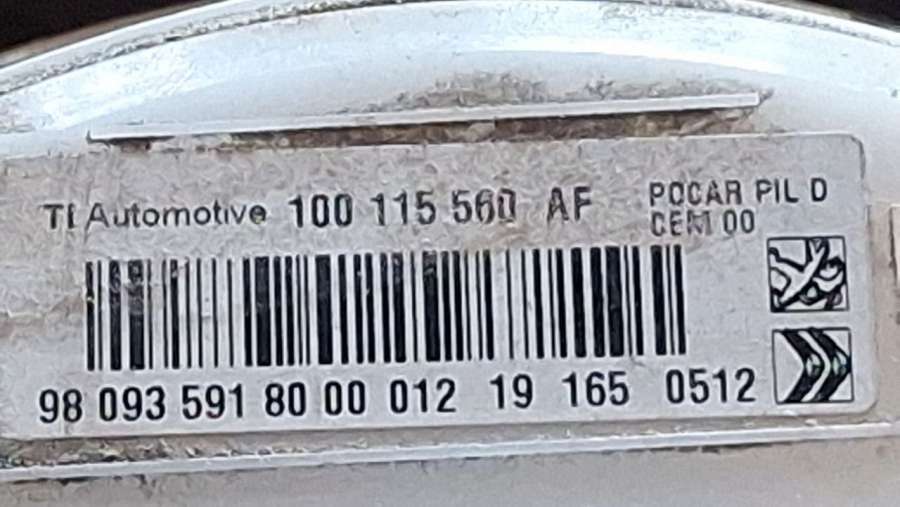 TI Automotive 100 115 560 AF
POCAR PIL D
CEM 00
98 093 591 80 00 012 19 165 0512